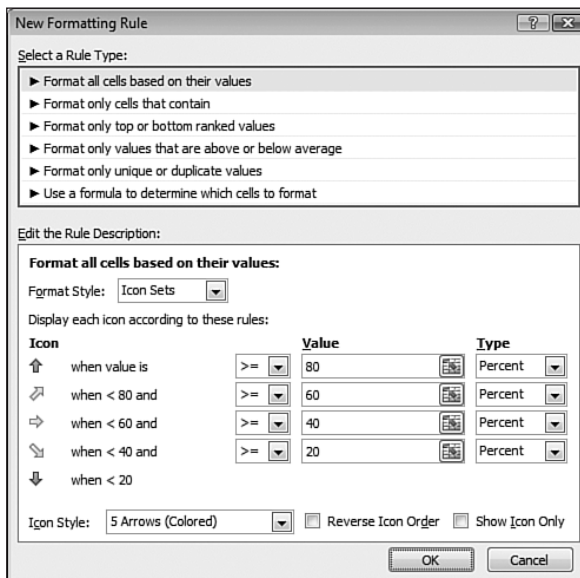 New Formatting Rule
Select a Rule Type:
► Format all cells based on their values
► Format only cells that contain
► Format only top or bottom ranked values
► Format only values that are above or below average
► Format only unique or duplicate values
► Use a formula to determine which cells to format
Edit the Rule Description:
Format all cells based on their values:
Format Style: Icon Sets
Display each icon according to these rules:
Icon Value Type
when value is >= 80 Percent
when < 80 and >= 60 Percent
when < 60 and >= 40 Percent
when < 40 and >= 20 Percent
when < 20
Icon Style: 5 Arrows (Colored) Reverse Icon Order Show Icon Only
OK Cancel